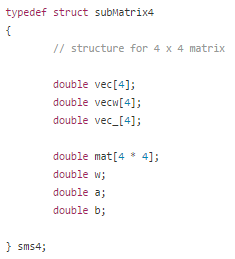 typedef struct subMatrix4
{
// structure for 4 x 4 matrix
double vec[4];
double vecw[4];
double vec_[4];
double mat[4 * 4];
double w;
double a;
double b;
} sms4;